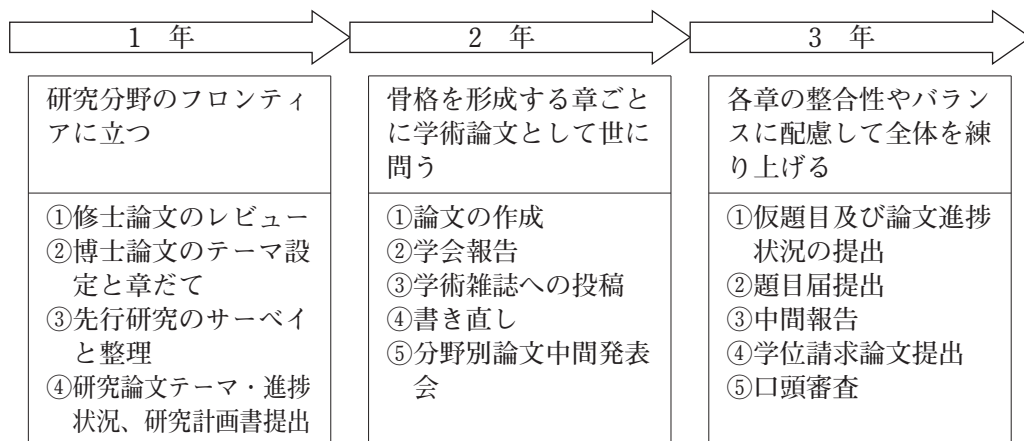 1 年
研究分野のフロンティ
アに立つ
①修士論文のレビュー
②博士論文のテーマ設
定と章だて
③先行研究のサーベイ
と整理
④研究論文テーマ・進捗
状況、研究計画書提出
2 年
骨格を形成する章ごと
に学術論文として世に
問う
①論文の作成
②学会報告
③学術雑誌への投稿
④書き直し
⑤分野別論文中間発表
会
3 年
各章の整合性やバラン
スに配慮して全体を練
り上げる
①仮題目及び論文進捗
状況の提出
②題目届提出
③中間報告
④学位請求論文提出
⑤口頭審査